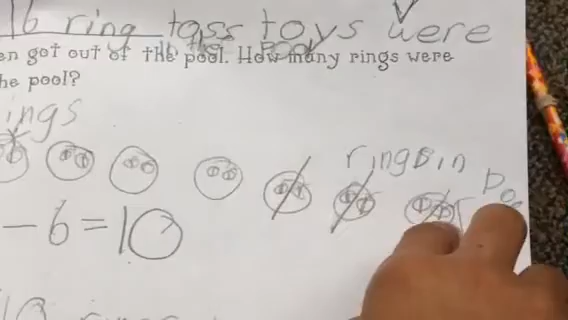 16 ring toss toys were
en got out of the pool. How many rings were
he pool?
ings
rings in
- 6 = 10